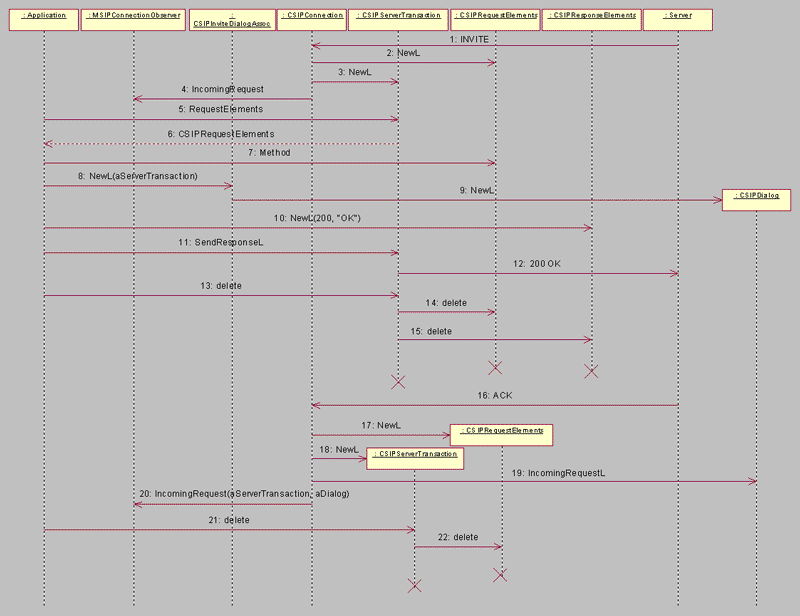 : Application
: MSIPConnectionObserver
:
CSIPInviteDialogAssoc
: CSIPConnection
: CSIPServerTransaction
: CSIPRequestElements
: CSIPResponseElements
: Server
1: INVITE
2: NewL
3: NewL
4: IncomingRequest
5: RequestElements
6: CSIPRequestElements
7: Method
8: NewL(aServerTransaction)
9: NewL
: CSIPDialog
10: NewL(200, "OK")
11: SendResponseL
12: 200 OK
13: delete
14: delete
15: delete
16: ACK
17: NewL
: CSIPRequestElements
18: NewL
: CSIPServerTransaction
19: IncomingRequestL
20: IncomingRequest(aServerTransaction, aDialog)
21: delete
22: delete